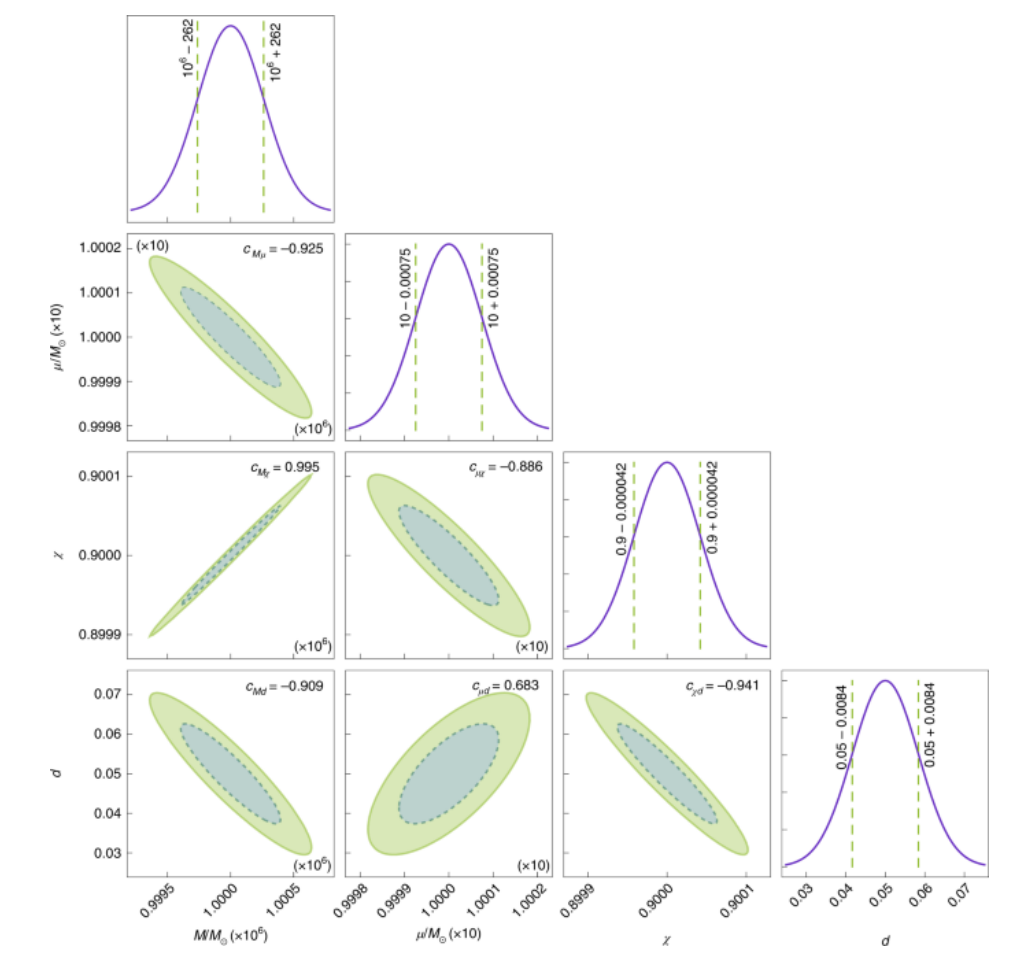 10⁶ − 262
10⁶ + 262
(×10)
c_Mμ = −0.925
1.0002
1.0001
1.0000
0.9999
0.9998
μ/M_⊙ (×10)
(×10⁶)
10 − 0.00075
10 + 0.00075
c_Mχ = 0.995
0.9001
0.9000
0.8999
χ
(×10⁶)
c_μχ = −0.886
(×10)
0.9 − 0.000042
0.9 + 0.000042
c_Md = −0.909
0.07
0.06
0.05
0.04
0.03
d
(×10⁶)
c_μd = 0.683
(×10)
c_χd = −0.941
0.05 − 0.0084
0.05 + 0.0084
0.9995 1.0000 1.0005
0.9998 0.9999 1.0000 1.0001 1.0002
0.8999 0.9000 0.9001
0.03 0.04 0.05 0.06 0.07
M/M_⊙ (×10⁶)
μ/M_⊙ (×10)
χ
d